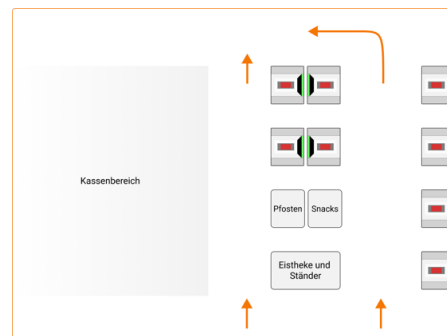 Kassenbereich
Pfosten
Snacks
Eistheke und
Ständer